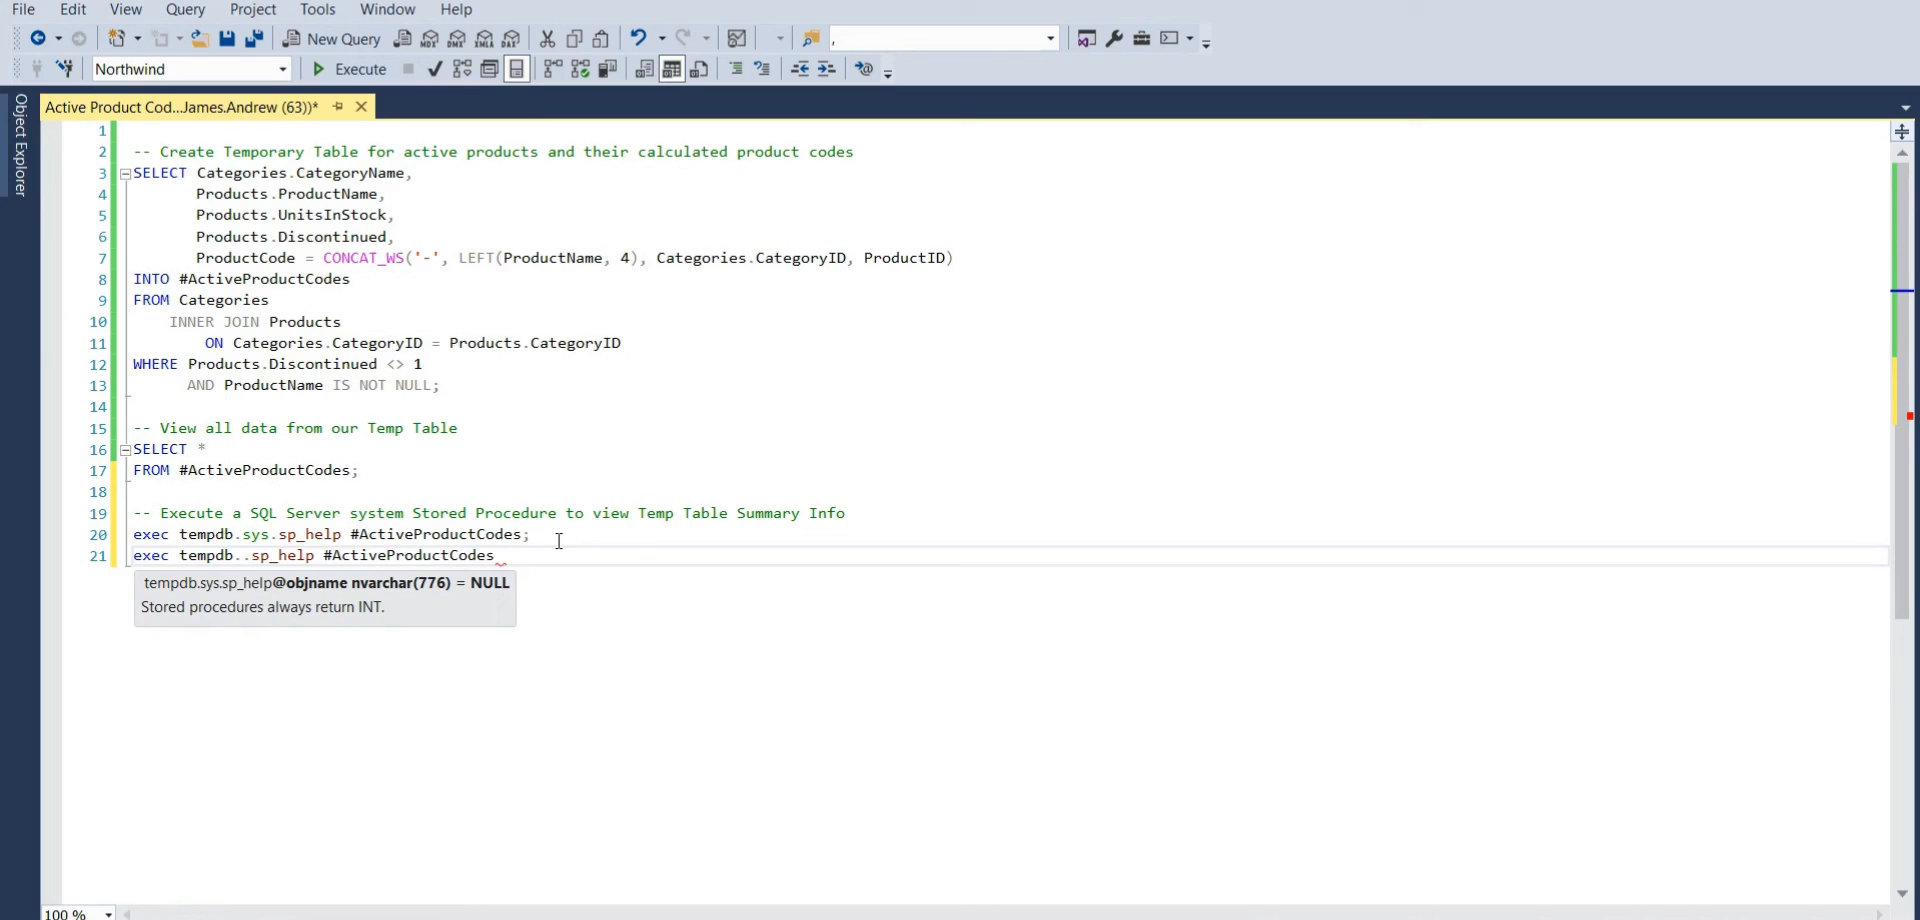 File Edit View Query Project Tools Window Help
New Query ,
Northwind Execute
Object Explorer
Active Product Cod...James.Andrew (63))*
1
2 -- Create Temporary Table for active products and their calculated product codes
3 SELECT Categories.CategoryName,
4 Products.ProductName,
5 Products.UnitsInStock,
6 Products.Discontinued,
7 ProductCode = CONCAT_WS('-', LEFT(ProductName, 4), Categories.CategoryID, ProductID)
8 INTO #ActiveProductCodes
9 FROM Categories
10 INNER JOIN Products
11 ON Categories.CategoryID = Products.CategoryID
12 WHERE Products.Discontinued <> 1
13 AND ProductName IS NOT NULL;
14
15 -- View all data from our Temp Table
16 SELECT *
17 FROM #ActiveProductCodes;
18
19 -- Execute a SQL Server system Stored Procedure to view Temp Table Summary Info
20 exec tempdb.sys.sp_help #ActiveProductCodes;
21 exec tempdb..sp_help #ActiveProductCodes
tempdb.sys.sp_help@objname nvarchar(776) = NULL
Stored procedures always return INT.
100 %